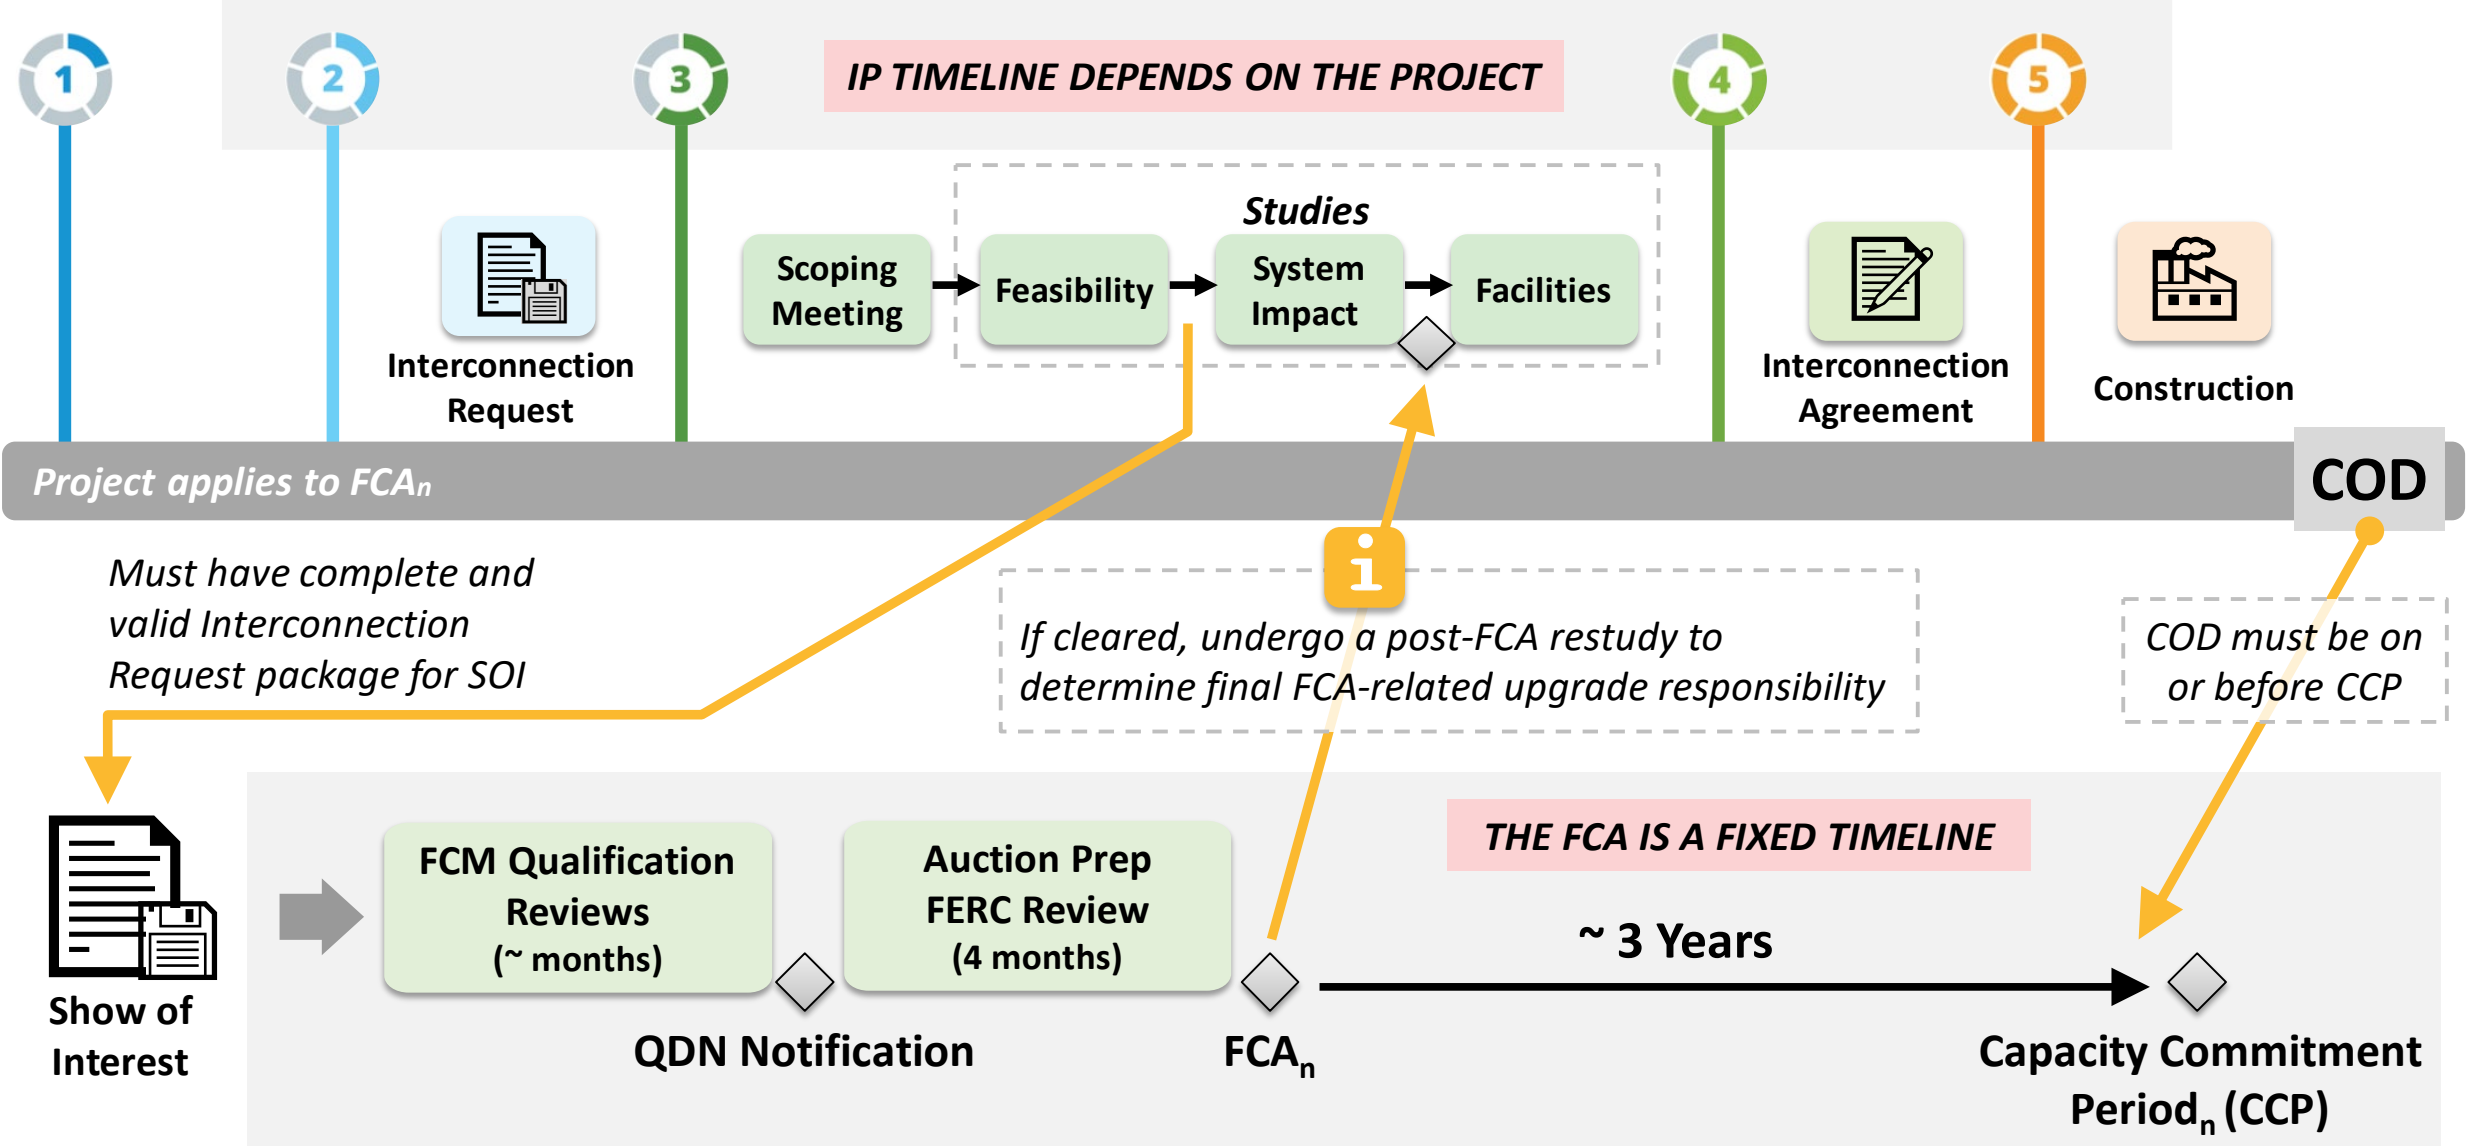 1
2
3
IP TIMELINE DEPENDS ON THE PROJECT
4
5
Studies
Scoping
Meeting
Feasibility
System
Impact
Facilities
Interconnection
Request
Interconnection
Agreement
Construction
Project applies to FCAn
COD
Must have complete and
valid Interconnection
Request package for SOI
i
If cleared, undergo a post-FCA restudy to
determine final FCA-related upgrade responsibility
COD must be on
or before CCP
THE FCA IS A FIXED TIMELINE
FCM Qualification
Reviews
(~ months)
Auction Prep
FERC Review
(4 months)
~ 3 Years
Show of
Interest
QDN Notification
FCAn
Capacity Commitment
Periodn (CCP)